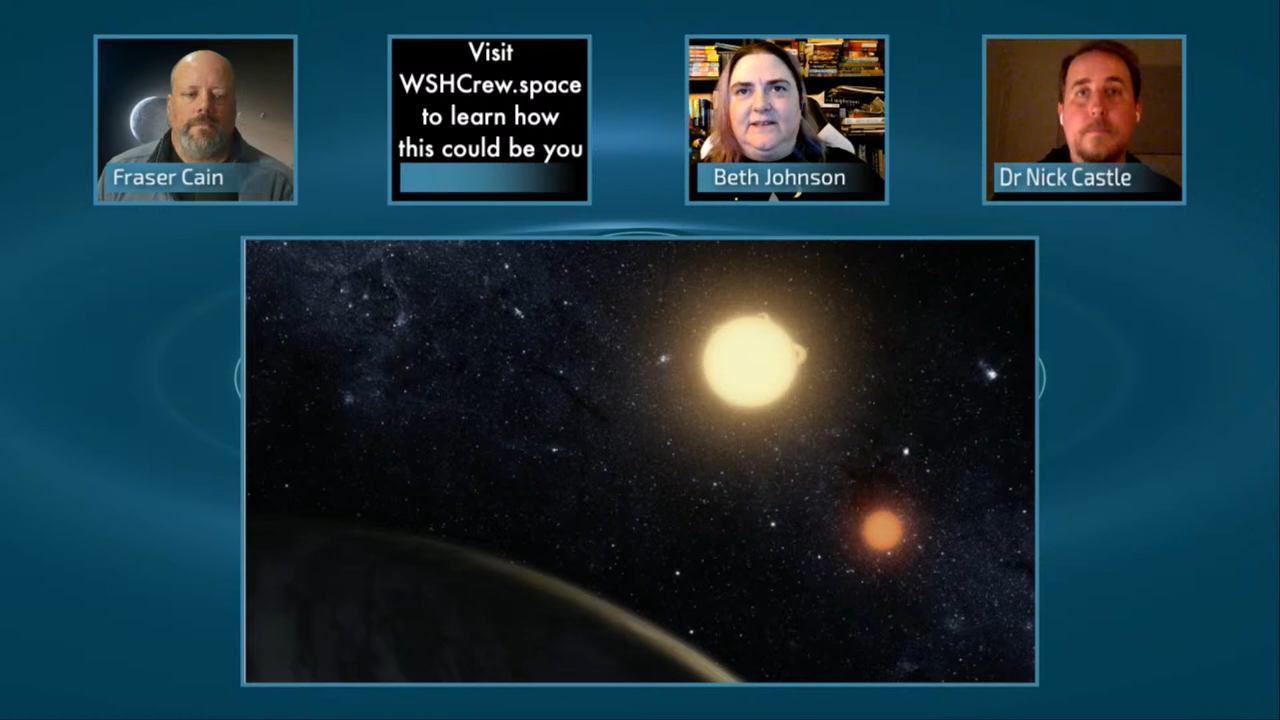 Visit
WSHCrew.space
to learn how
this could be you
Fraser Cain
Beth Johnson
Dr Nick Castle